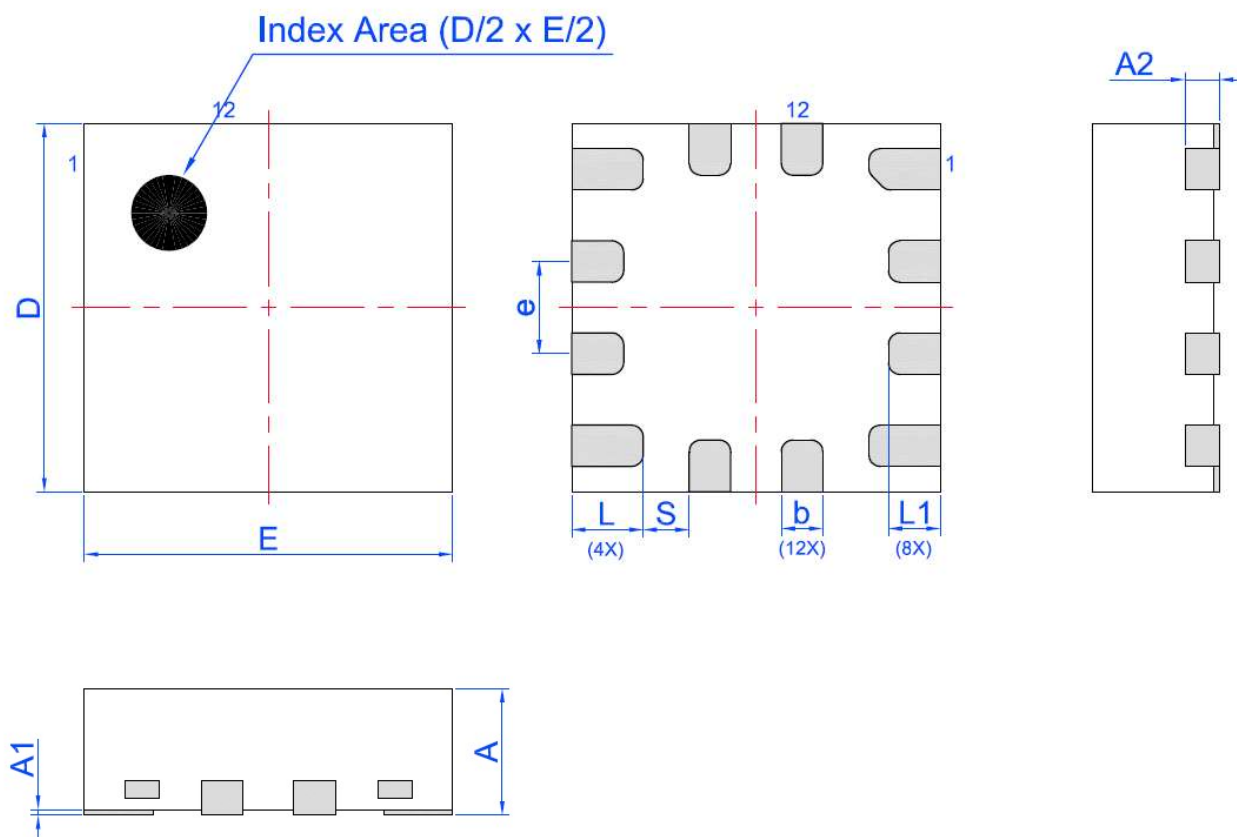 Index Area (D/2 x E/2)
A2
12
12
1
1
D
e
E
L
S
b
L1
(4X)
(12X)
(8X)
A1
A